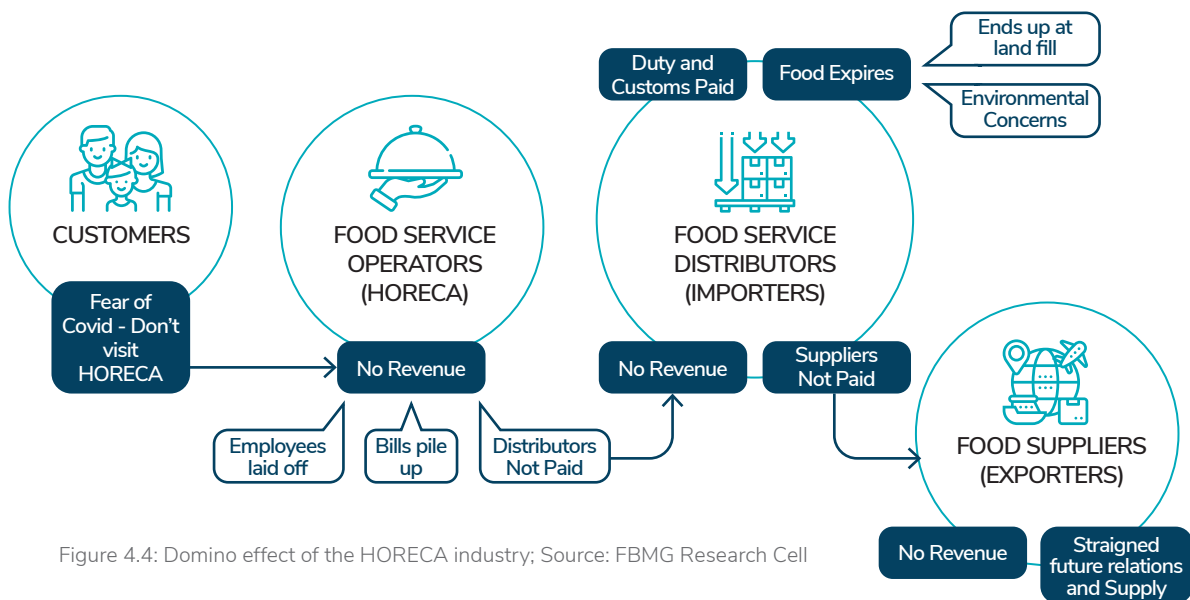 CUSTOMERS
Fear of
Covid - Don't
visit
HORECA
FOOD SERVICE
OPERATORS
(HORECA)
No Revenue
Employees
laid off
Bills pile
up
Distributors
Not Paid
Duty and
Customs Paid
Food Expires
Ends up at
land fill
Environmental
Concerns
FOOD SERVICE
DISTRIBUTORS
(IMPORTERS)
No Revenue
Suppliers
Not Paid
FOOD SUPPLIERS
(EXPORTERS)
No Revenue
Straigned
future relations
and Supply
Figure 4.4: Domino effect of the HORECA industry; Source: FBMG Research Cell